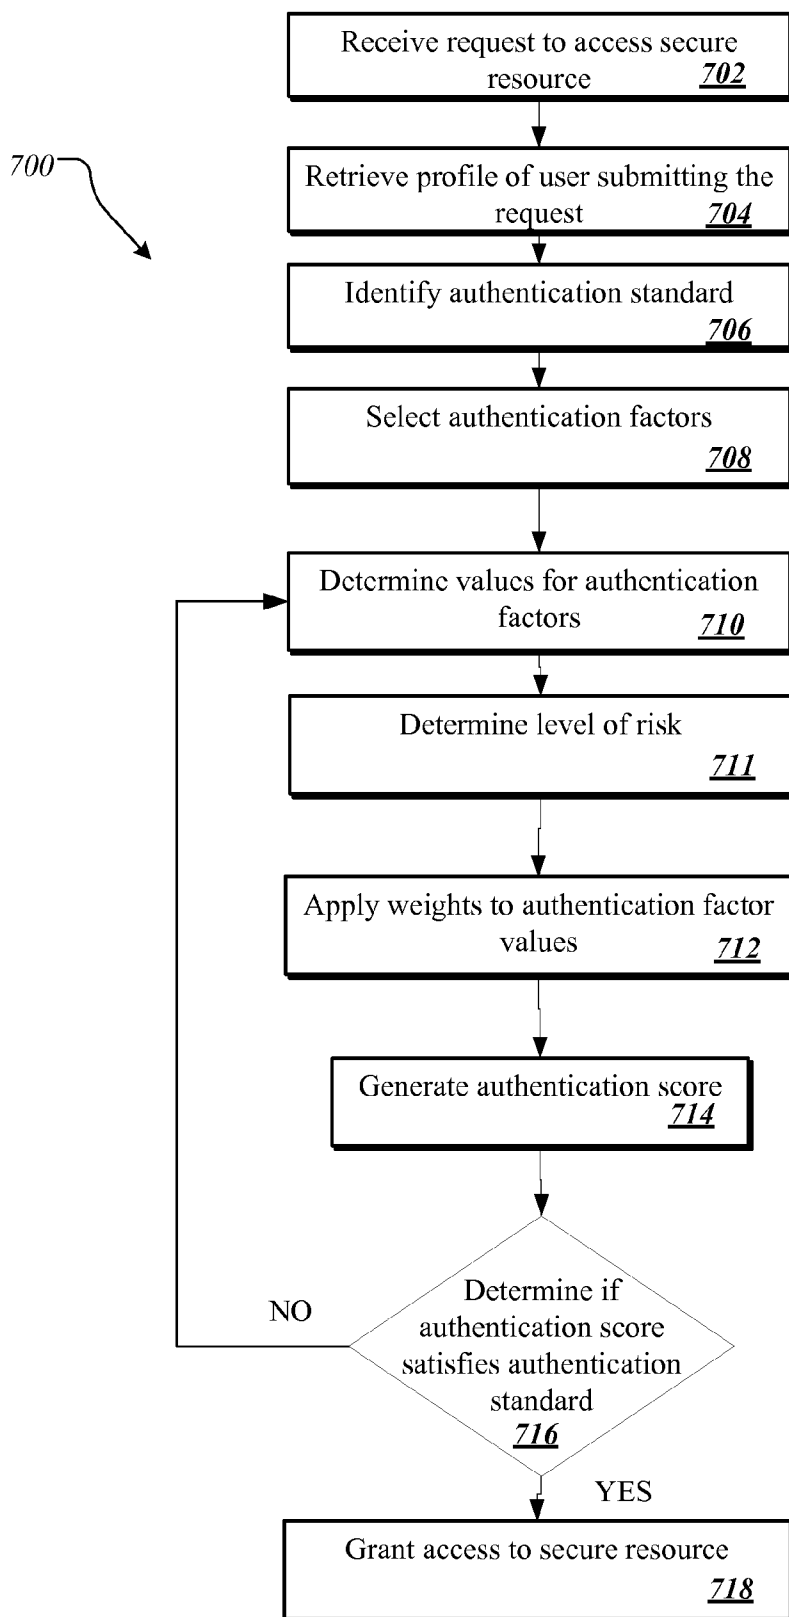 Receive request to access secure
resource 702
700
Retrieve profile of user submitting the
request 704
Identify authentication standard
706
Select authentication factors
708
Determine values for authentication
factors 710
Determine level of risk
711
Apply weights to authentication factor
values 712
Generate authentication score
714
NO
Determine if
authentication score
satisfies authentication
standard
716
YES
Grant access to secure resource
718